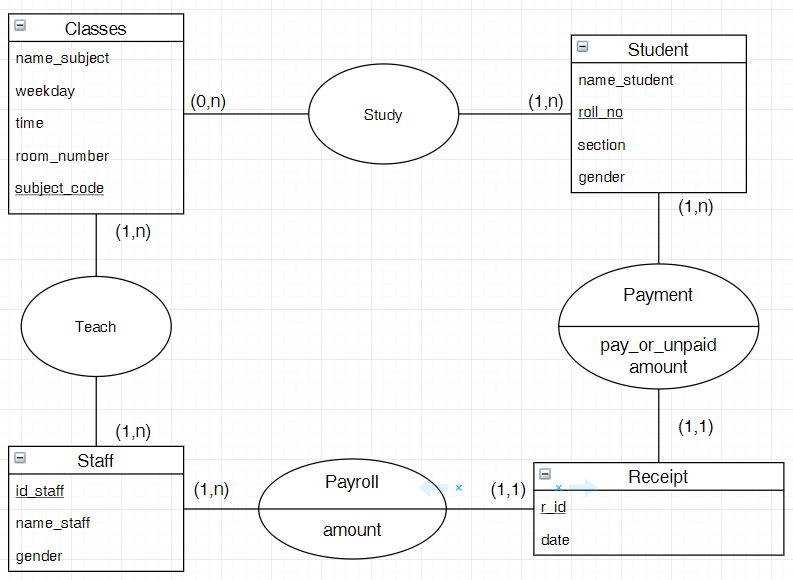 Classes
name_subject
weekday
time
room_number
subject_code
(0,n)
Study
(1,n)
Student
name_student
roll_no
section
gender
(1,n)
Teach
(1,n)
(1,n)
Payment
pay_or_unpaid
amount
(1,1)
Staff
id_staff
name_staff
gender
(1,n)
Payroll
amount
(1,1)
Receipt
r_id
date